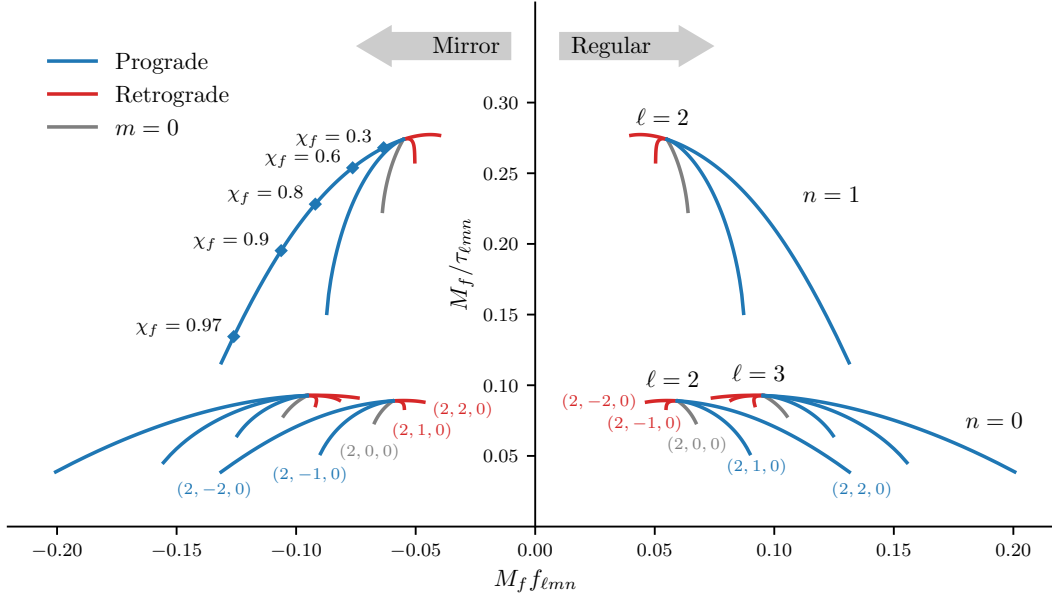 Mirror Regular
Prograde
Retrograde
m = 0
χ_f = 0.3
χ_f = 0.6
χ_f = 0.8
χ_f = 0.9
χ_f = 0.97
ℓ = 2
n = 1
M_f/τ_ℓmn
0.30
0.25
0.20
0.15
0.10
0.05
ℓ = 2
ℓ = 3
n = 0
(2, 2, 0)
(2, 1, 0)
(2, 0, 0)
(2, −1, 0)
(2, −2, 0)
(2, −2, 0)
(2, −1, 0)
(2, 0, 0)
(2, 1, 0)
(2, 2, 0)
−0.20 −0.15 −0.10 −0.05 0.00 0.05 0.10 0.15 0.20
M_f f_ℓmn